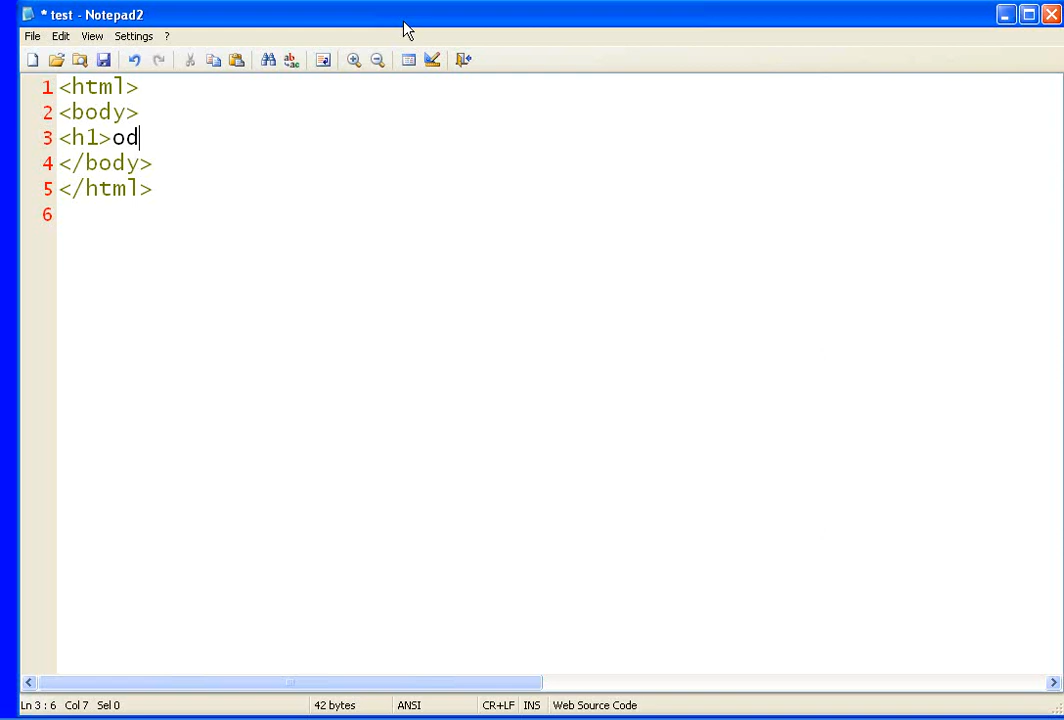 * test - Notepad2
File Edit View Settings ?
1 <html>
2 <body>
3 <h1>od
4 </body>
5 </html>
6
Ln 3 : 6 Col 7 Sel 0 42 bytes ANSI CR+LF INS Web Source Code